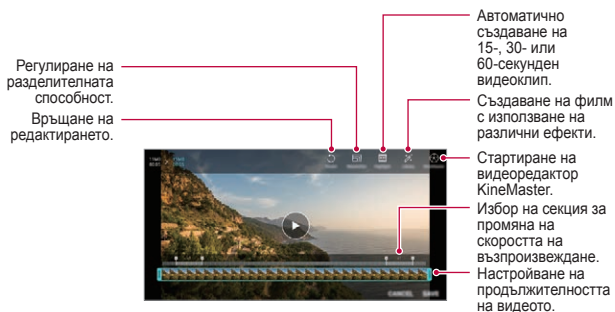 Регулиране на
разделителната
способност.
Връщане на
редактирането.
Автоматично
създаване на
15-, 30- или
60-секунден
видеоклип.
Създаване на филм
с използване на
различни ефекти.
Стартиране на
видеоредактор
KineMaster.
Избор на секция за
промяна на
скоростта на
възпроизвеждане.
Настройване на
продължителността
на видеото.
CANCEL SAVE